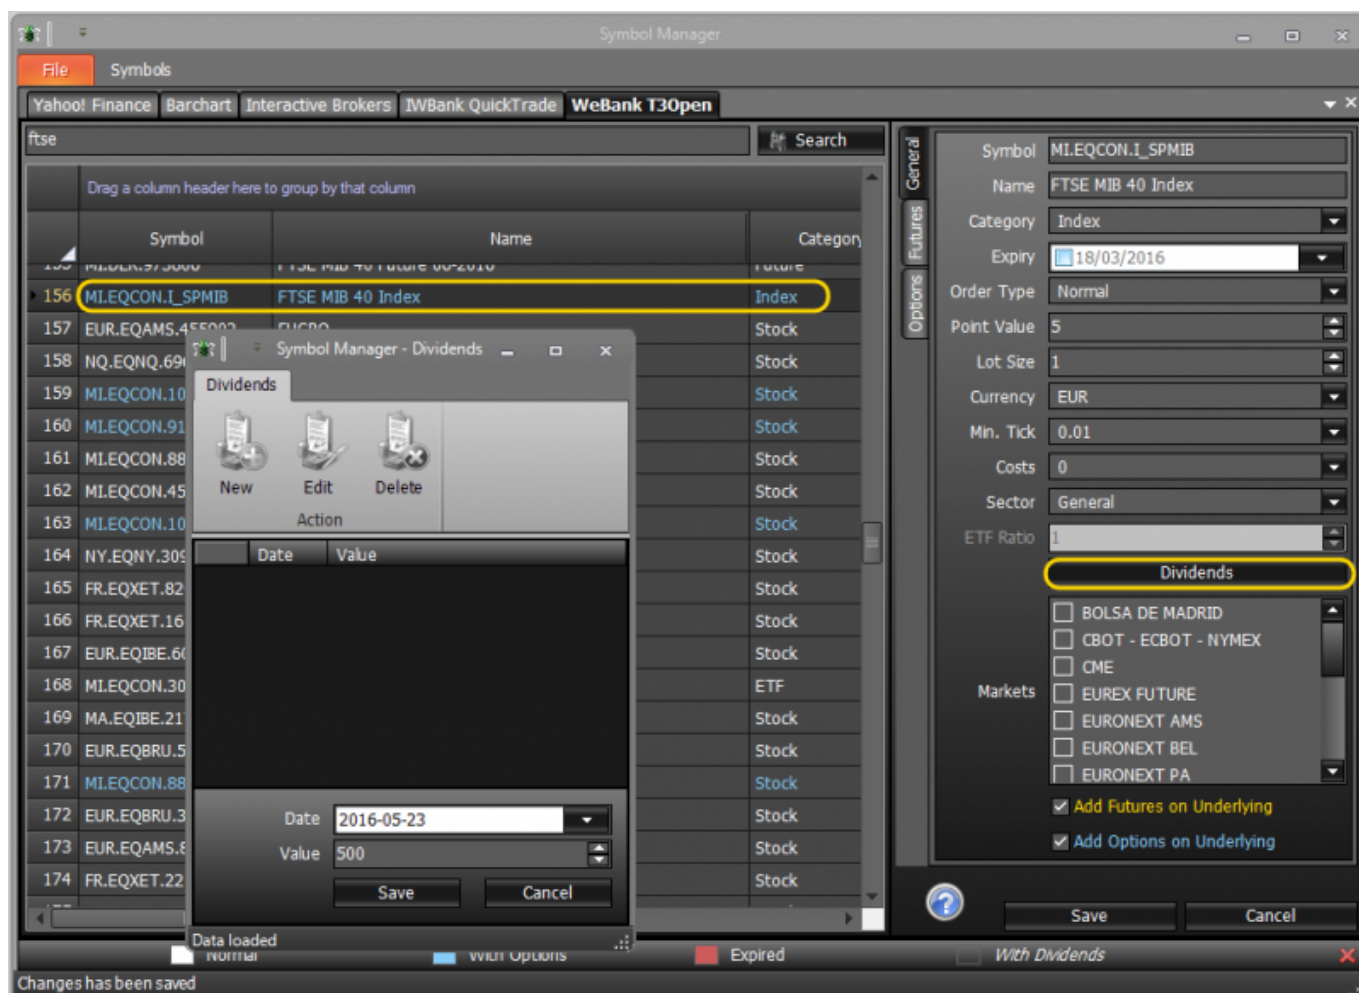 Symbol Manager
File Symbols
Yahoo! Finance Barchart Interactive Brokers IWBank QuickTrade WeBank T3Open
ftse Search
Drag a column header here to group by that column
Symbol Name Category
156 MI.EQCON.I_SPMIB FTSE MIB 40 Index Index
157 EUR.EQAMS.455002 FUGRO Stock
158 NQ.EQNQ.69 Stock
159 MI.EQCON.10 Stock
160 MI.EQCON.91 Stock
161 MI.EQCON.88 Stock
162 MI.EQCON.45 Stock
163 MI.EQCON.10 Stock
164 NY.EQNY.309 Stock
165 FR.EQXET.82 Stock
166 FR.EQXET.16 Stock
167 EUR.EQIBE.60 Stock
168 MI.EQCON.30 ETF
169 MA.EQIBE.21 Stock
170 EUR.EQBRU.5 Stock
171 MI.EQCON.88 Stock
172 EUR.EQBRU.3 Stock
173 EUR.EQAMS.8 Stock
174 FR.EQXET.22 Stock
Symbol Manager - Dividends
Dividends
New Edit Delete
Action
Date Value
Date 2016-05-23
Value 500
Save Cancel
Data loaded
General
Futures
Options
Symbol MI.EQCON.I_SPMIB
Name FTSE MIB 40 Index
Category Index
Expiry 18/03/2016
Order Type Normal
Point Value 5
Lot Size 1
Currency EUR
Min. Tick 0.01
Costs 0
Sector General
ETF Ratio 1
Dividends
Markets
BOLSA DE MADRID
CBOT - ECBOT - NYMEX
CME
EUREX FUTURE
EURONEXT AMS
EURONEXT BEL
EURONEXT PA
Add Futures on Underlying
Add Options on Underlying
Save Cancel
Normal With Options Expired With Dividends
Changes has been saved